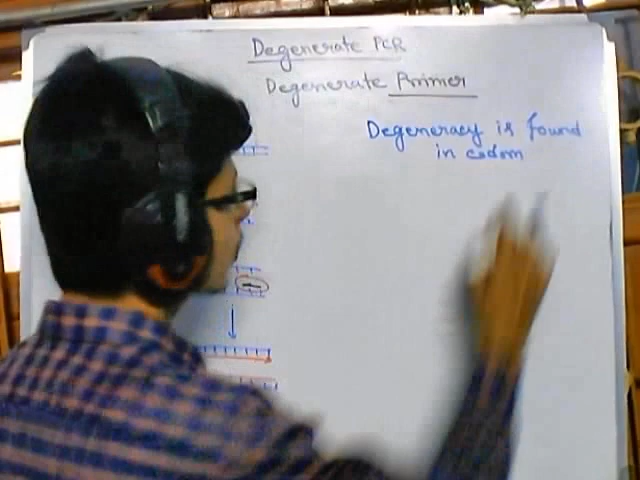 Degenerate PCR
Degenerate Primer
Degeneracy is found
in codon